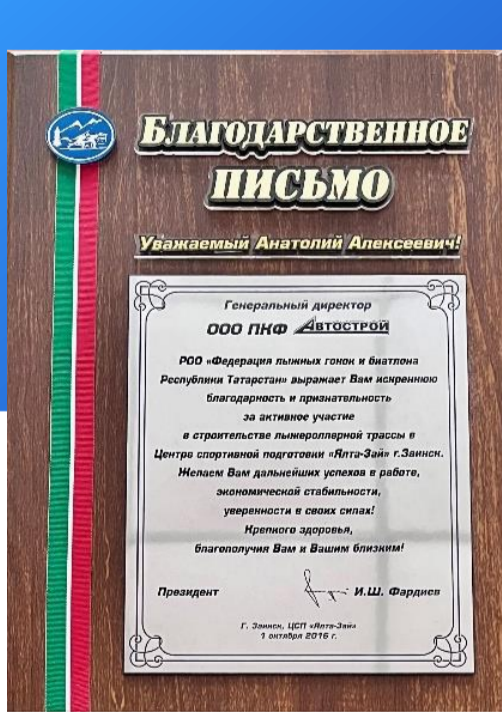 Благодарственное
письмо
Уважаемый Анатолий Алексеевич!
Генеральный директор
ООО ПКФ Автострой
РОО «Федерация лыжных гонок и биатлона
Республики Татарстан» выражает Вам искреннюю
благодарность и признательность
за активное участие
в строительстве лыжероллерной трассы в
Центре спортивной подготовки «Ялта-Зай» г.Заинск.
Желаем Вам дальнейших успехов в работе,
экономической стабильности,
уверенности в своих силах!
Крепкого здоровья,
благополучия Вам и Вашим близким!
Президент И.Ш. Фардиев
Г. Заинск, ЦСП «Ялта-Зай»
1 октября 2016 г.